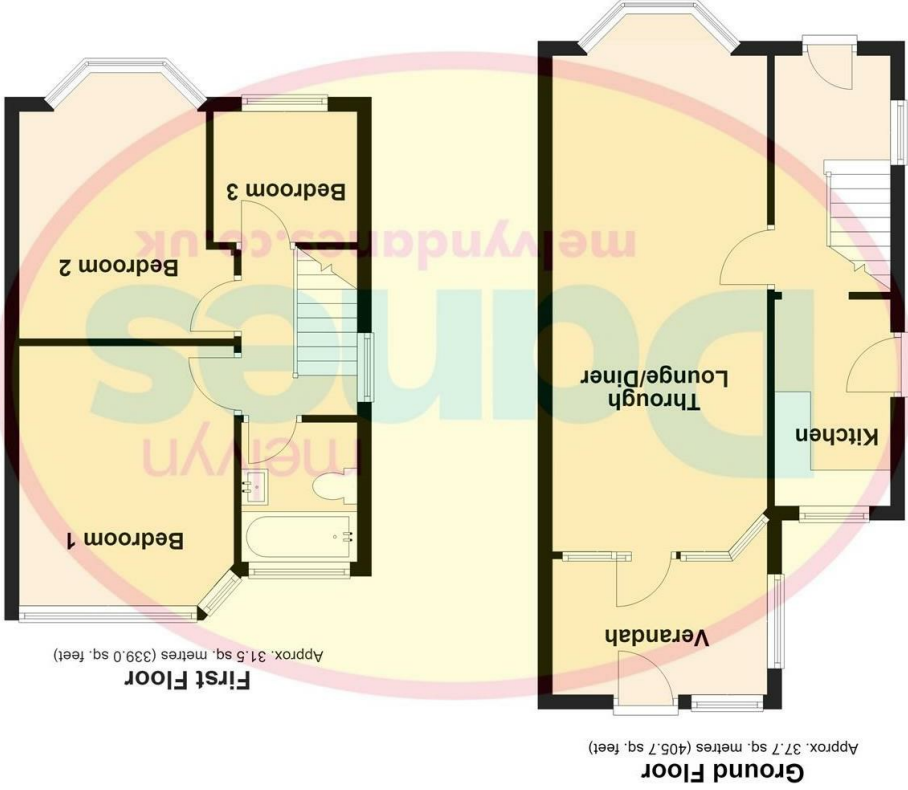 Ground Floor
Approx. 37.7 sq. metres (405.7 sq. feet)
Verandah
Kitchen
Through
Lounge/Diner
First Floor
Approx. 31.5 sq. metres (339.0 sq. feet)
Bedroom 1
Bedroom 2
Bedroom 3
melvyn
Danes
melvyndanes.co.uk